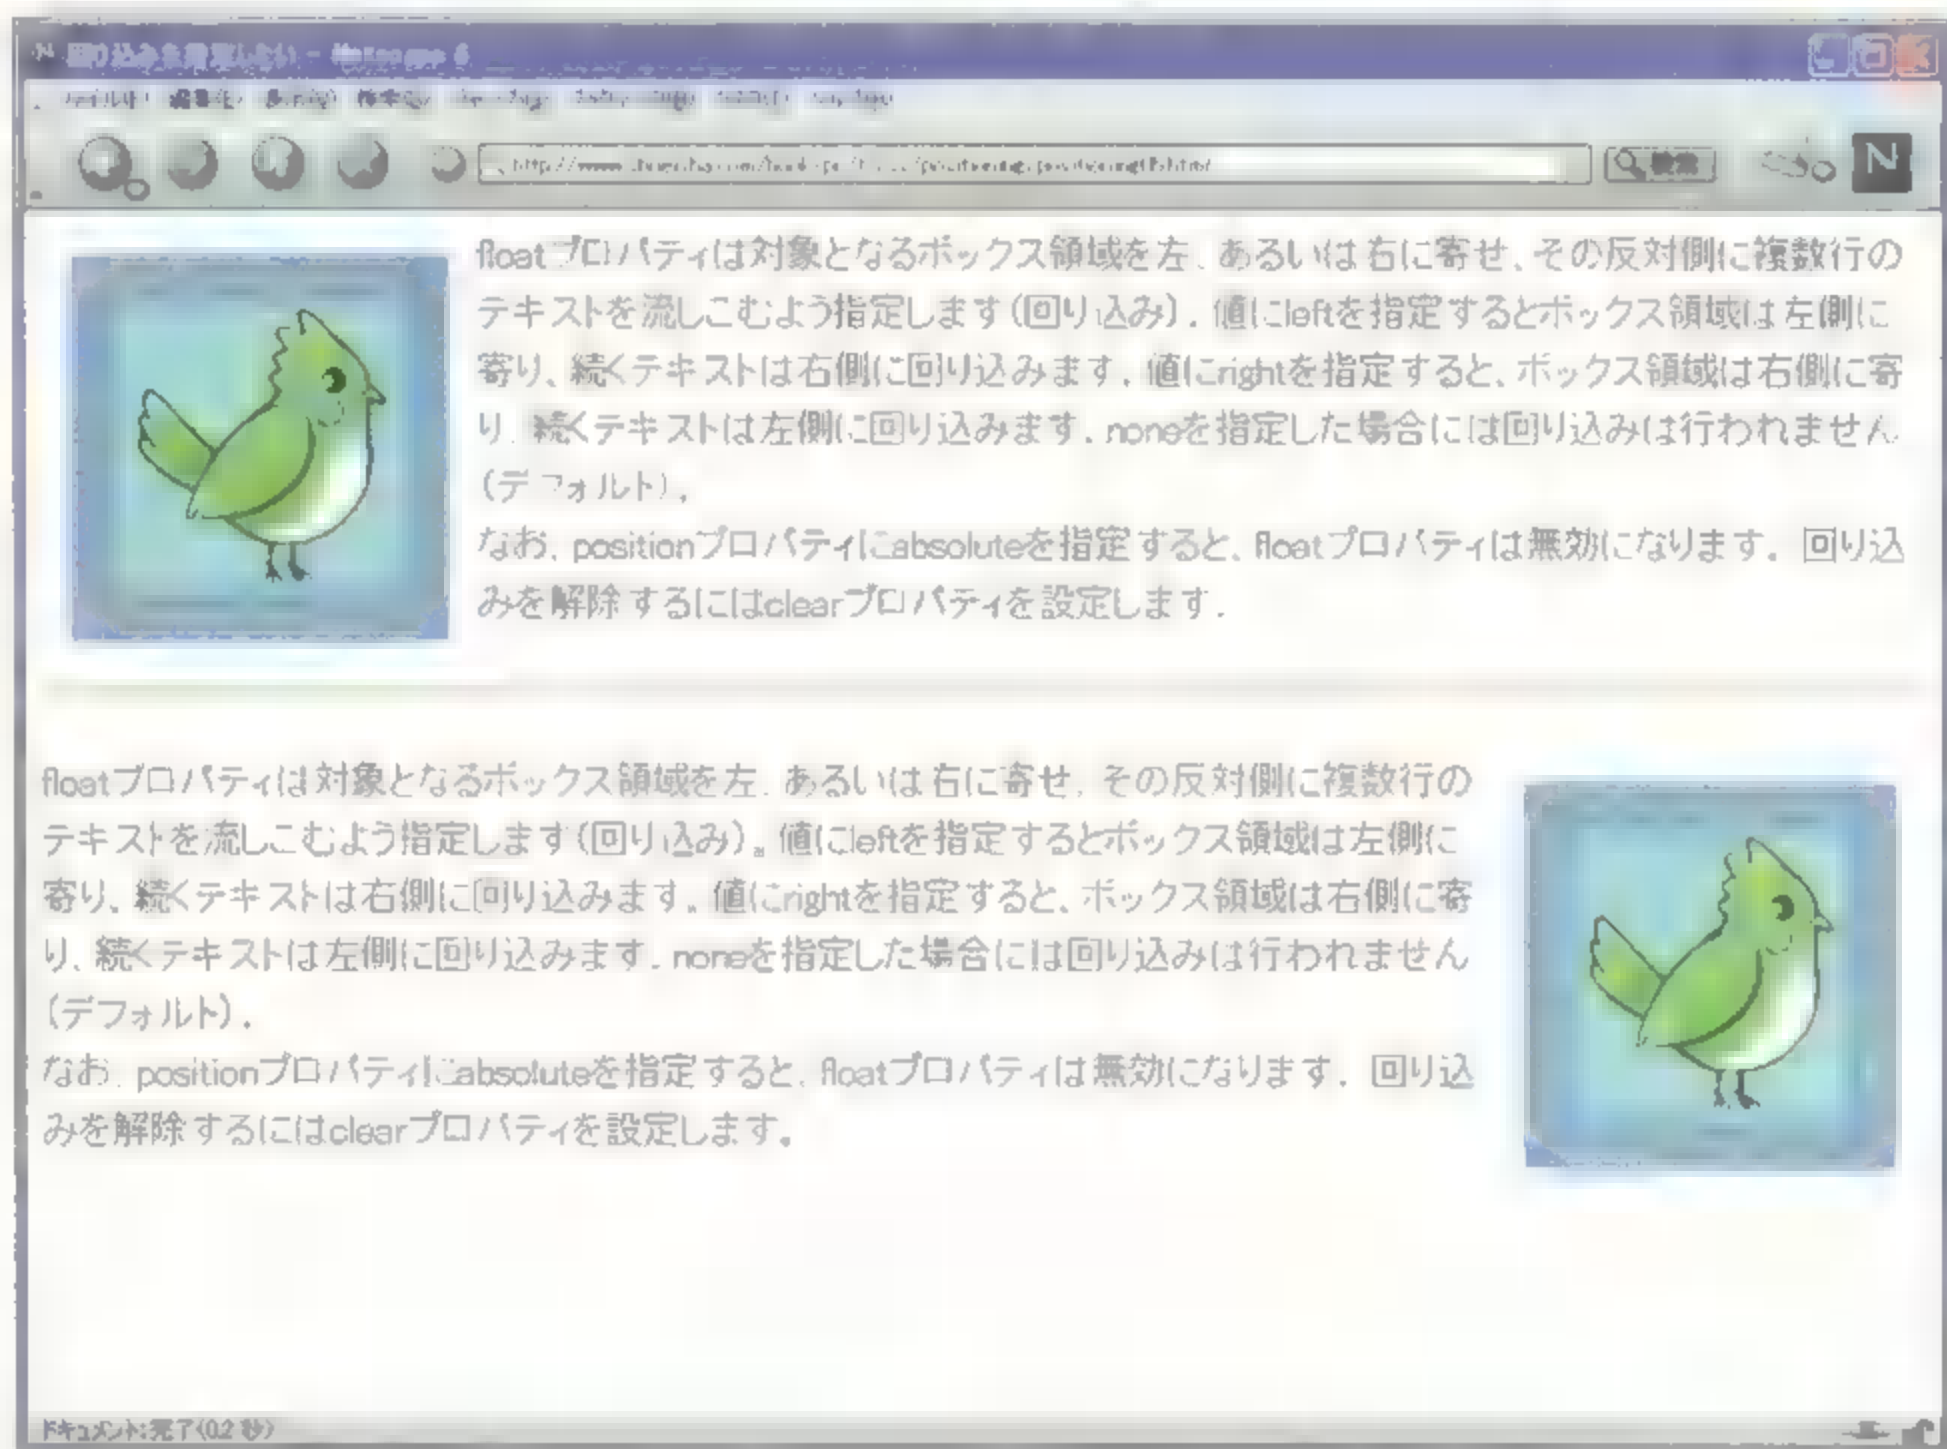 回り込みを指定したい - Netscape 6
検索
floatプロパティは対象となるボックス領域を左、あるいは右に寄せ、その反対側に複数行の
テキストを流しこむよう指定します(回り込み)。値にleftを指定するとボックス領域は左側に
寄り、続くテキストは右側に回り込みます。値にrightを指定すると、ボックス領域は右側に寄
り、続くテキストは左側に回り込みます。noneを指定した場合には回り込みは行われません
(デフォルト)。
なお、positionプロパティにabsoluteを指定すると、floatプロパティは無効になります。回り込
みを解除するにはclearプロパティを設定します。
floatプロパティは対象となるボックス領域を左、あるいは右に寄せ、その反対側に複数行の
テキストを流しこむよう指定します(回り込み)。値にleftを指定するとボックス領域は左側に
寄り、続くテキストは右側に回り込みます。値にrightを指定すると、ボックス領域は右側に寄
り、続くテキストは左側に回り込みます。noneを指定した場合には回り込みは行われません
(デフォルト)。
なお、positionプロパティにabsoluteを指定すると、floatプロパティは無効になります。回り込
みを解除するにはclearプロパティを設定します。
ドキュメント:完了(0.2 秒)